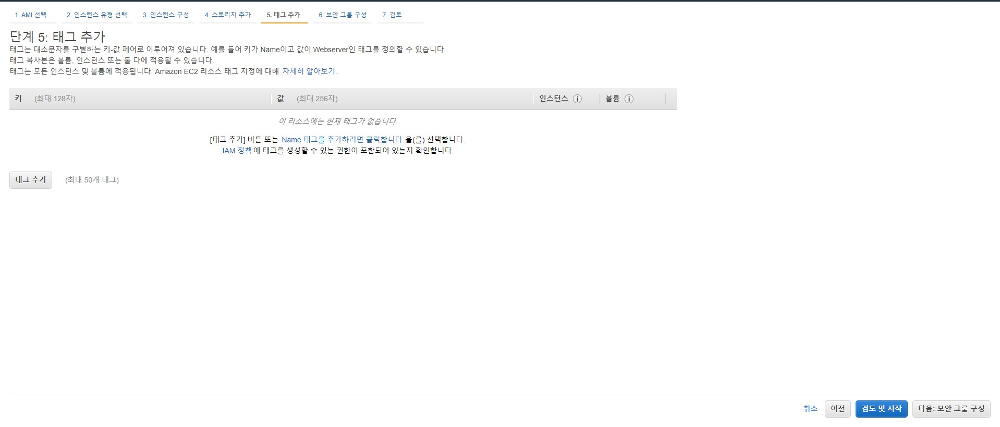 1. AMI 선택 2. 인스턴스 유형 선택 3. 인스턴스 구성 4. 스토리지 추가 5. 태그 추가 6. 보안 그룹 구성 7. 검토
단계 5: 태그 추가
태그는 대소문자를 구별하는 키-값 페어로 이루어져 있습니다. 예를 들어 키가 Name이고 값이 Webserver인 태그를 정의할 수 있습니다.
태그 복사본은 볼륨, 인스턴스 또는 둘 다에 적용될 수 있습니다.
태그는 모든 인스턴스 및 볼륨에 적용됩니다. Amazon EC2 리소스 태그 지정에 대해 자세히 알아보기.
키 (최대 128자) 값 (최대 256자) 인스턴스 볼륨
이 리소스에는 현재 태그가 없습니다.
[태그 추가] 버튼 또는 Name 태그를 추가하려면 클릭합니다. 을(를) 선택합니다.
IAM 정책에 태그를 생성할 수 있는 권한이 포함되어 있는지 확인합니다.
태그 추가 (최대 50개 태그)
취소 이전 검토 및 시작 다음: 보안 그룹 구성